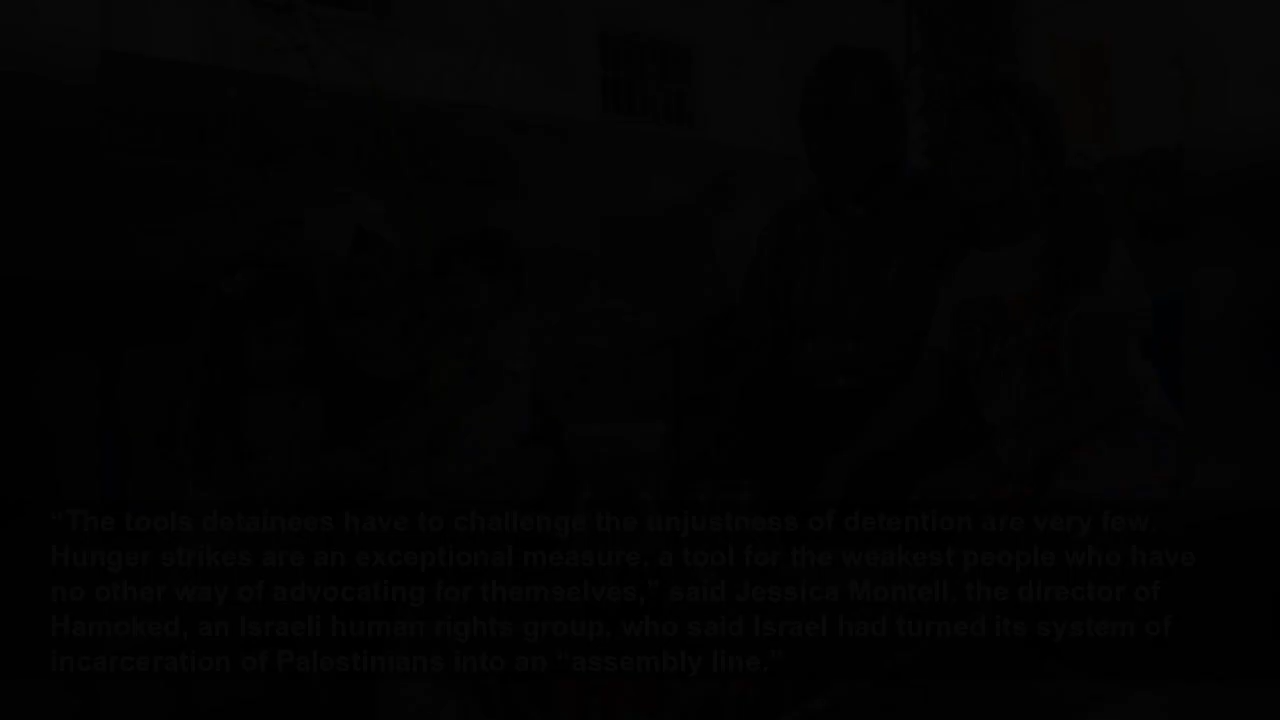 “The tools detainees have to challenge the unjustness of detention are very few.
Hunger strikes are an exceptional measure, a tool for the weakest people who have
no other way of advocating for themselves,” said Jessica Montell, the director of
Hamoked, an Israeli human rights group, who said Israel had turned its system of
incarceration of Palestinians into an “assembly line.”